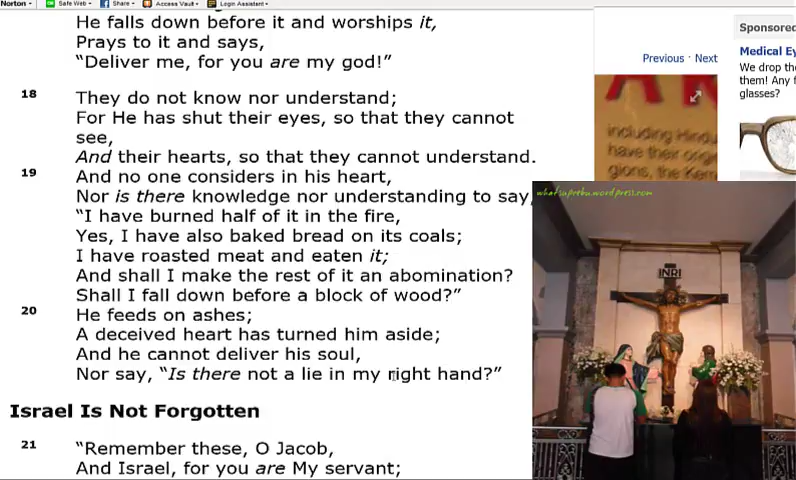 Norton
Safe Web
Share
Access Vault
Login Assistant
He falls down before it and worships it,
Prays to it and says,
“Deliver me, for you are my god!”
18 They do not know nor understand;
For He has shut their eyes, so that they cannot
see,
And their hearts, so that they cannot understand.
19 And no one considers in his heart,
Nor is there knowledge nor understanding to say,
“I have burned half of it in the fire,
Yes, I have also baked bread on its coals;
I have roasted meat and eaten it;
And shall I make the rest of it an abomination?
Shall I fall down before a block of wood?”
20 He feeds on ashes;
A deceived heart has turned him aside;
And he cannot deliver his soul,
Nor say, “Is there not a lie in my right hand?”
Israel Is Not Forgotten
21 “Remember these, O Jacob,
And Israel, for you are My servant;
Previous · Next
including Hindu
have their orig
gions, the Kem
Sponsored
Medical Ey
We drop the
them! Any f
glasses?
whatsuprebu.wordpress.com
INRI